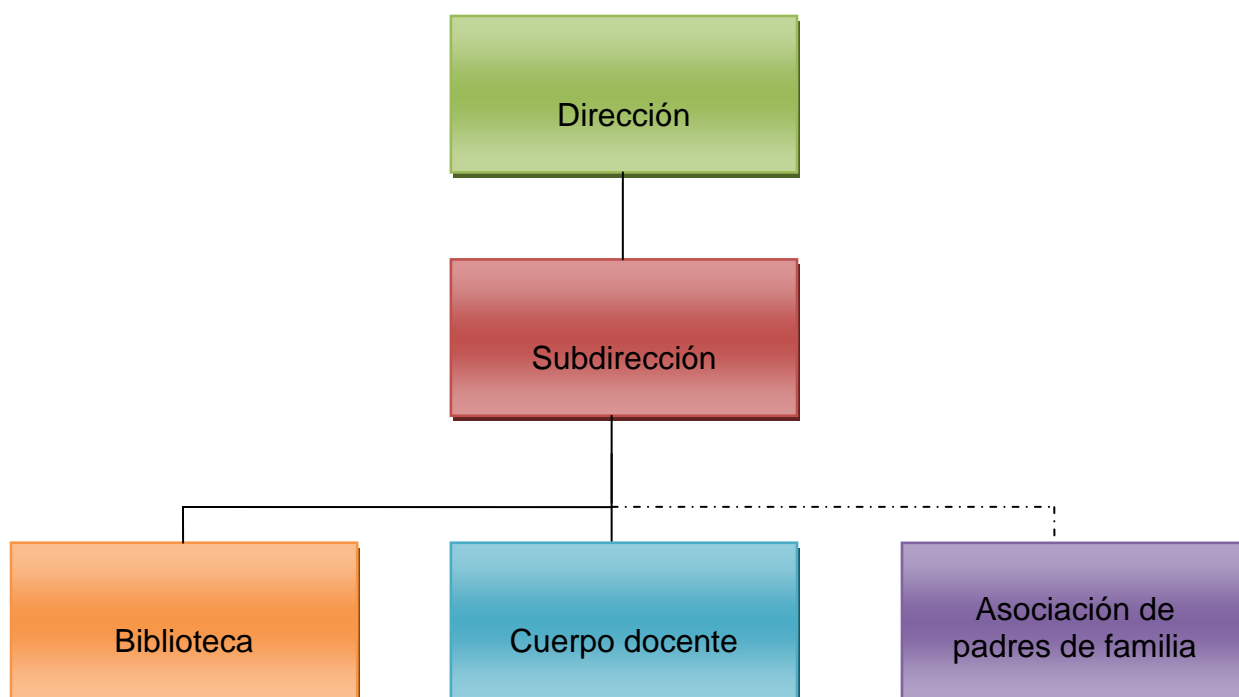 Dirección
Subdirección
Biblioteca
Cuerpo docente
Asociación de
padres de familia